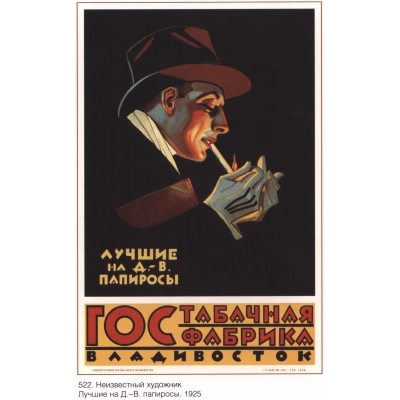 ЛУЧШИЕ
НА Д.-В.
ПАПИРОСЫ
ГОС ТАБАЧНАЯ
ФАБРИКА
ВЛАДИВОСТОК
522. Неизвестный художник
Лучшие на Д.–В. папиросы. 1925